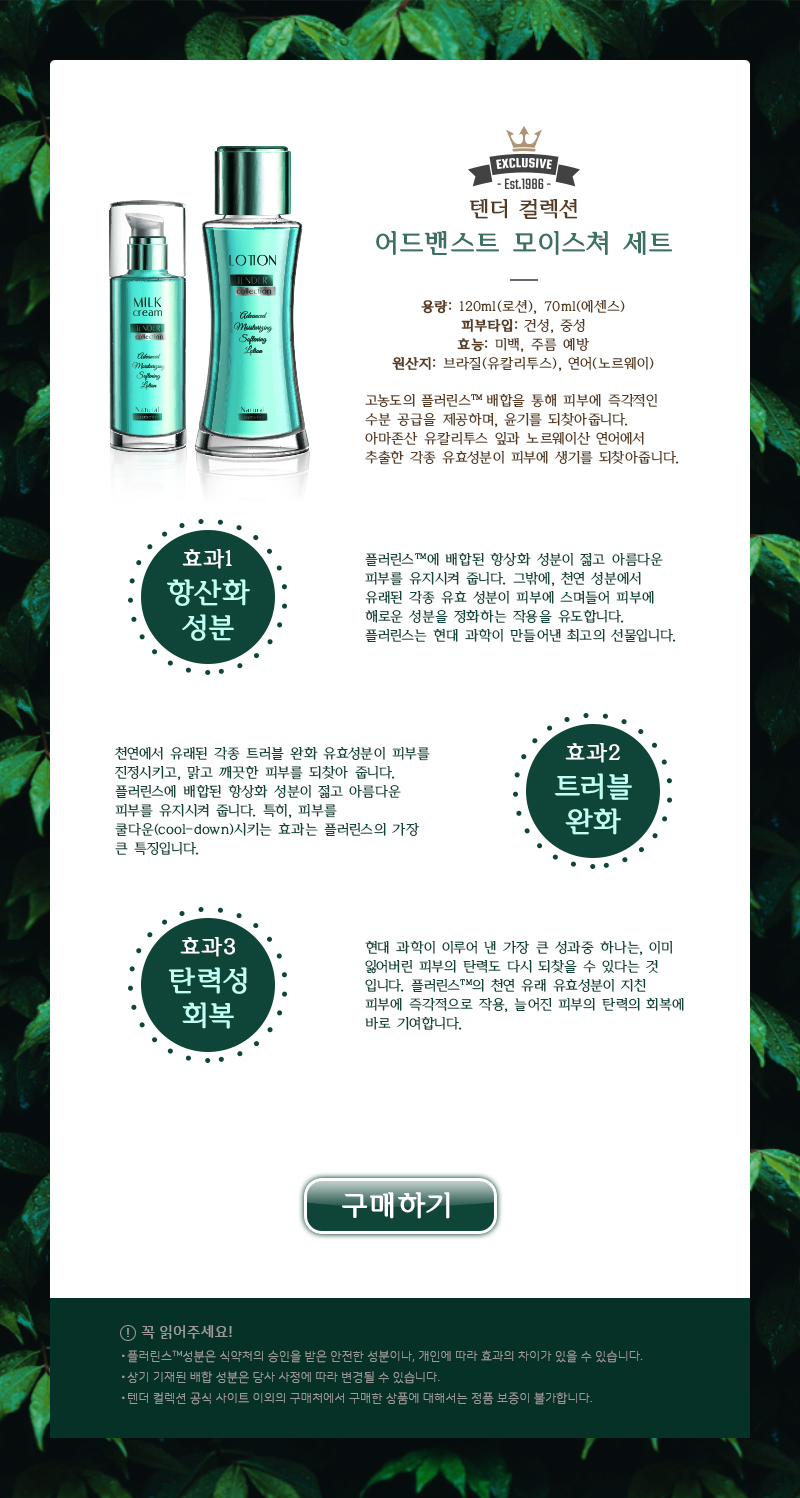 EXCLUSIVE
- Est.1986 -
텐더 컬렉션
어드밴스트 모이스쳐 세트
LOTION
TENDER
collection
Advanced
Moisturizing
Softening
Lotion
Natural
MILK
cream
TENDER
collection
Advanced
Moisturizing
Softening
Lotion
Natural
용량: 120ml(로션), 70ml(에센스)
피부타입: 건성, 중성
효능: 미백, 주름 예방
원산지: 브라질(유칼리투스), 연어(노르웨이)
고농도의 플러린스™ 배합을 통해 피부에 즉각적인
수분 공급을 제공하며, 윤기를 되찾아줍니다.
아마존산 유칼리투스 잎과 노르웨이산 연어에서
추출한 각종 유효성분이 피부에 생기를 되찾아줍니다.
효과1
항산화
성분
플러린스™에 배합된 항상화 성분이 젋고 아름다운
피부를 유지시켜 줍니다. 그밖에, 천연 성분에서
유래된 각종 유효 성분이 피부에 스며들어 피부에
해로운 성분을 정화하는 작용을 유도합니다.
플러린스는 현대 과학이 만들어낸 최고의 선물입니다.
천연에서 유래된 각종 트러블 완화 유효성분이 피부를
진정시키고, 맑고 깨끗한 피부를 되찾아 줍니다.
플러린스에 배합된 항상화 성분이 젋고 아름다운
피부를 유지시켜 줍니다. 특히, 피부를
쿨다운(cool-down)시키는 효과는 플러린스의 가장
큰 특징입니다.
효과2
트러블
완화
효과3
탄력성
회복
현대 과학이 이루어 낸 가장 큰 성과중 하나는, 이미
잃어버린 피부의 탄력도 다시 되찾을 수 있다는 것
입니다. 플러린스™의 천연 유래 유효성분이 지친
피부에 즉각적으로 작용, 늘어진 피부의 탄력의 회복에
바로 기여합니다.
구매하기
! 꼭 읽어주세요!
•플러린스™성분은 식약처의 승인을 받은 안전한 성분이나, 개인에 따라 효과의 차이가 있을 수 있습니다.
•상기 기재된 배합 성분은 당사 사정에 따라 변경될 수 있습니다.
•텐더 컬렉션 공식 사이트 이외의 구매처에서 구매한 상품에 대해서는 정품 보증이 불가합니다.